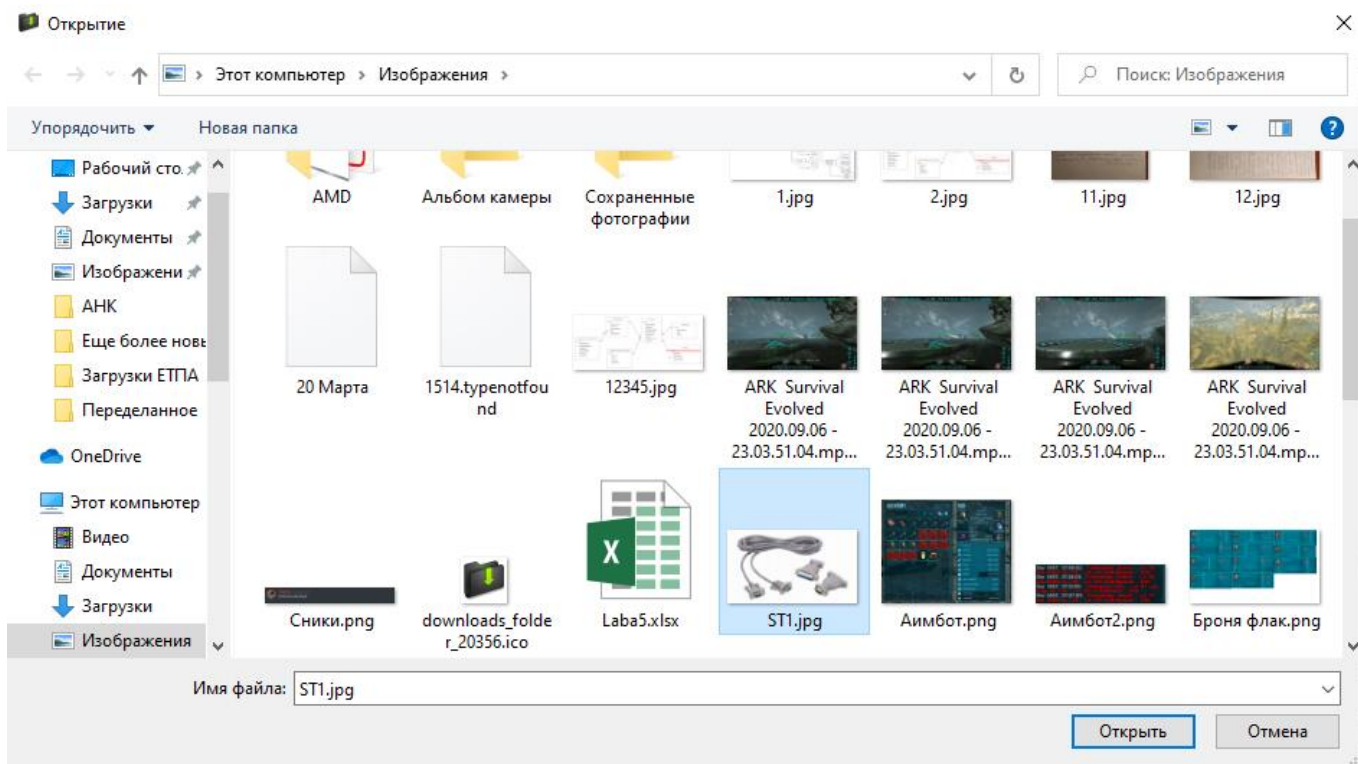 Открытие
Этот компьютер > Изображения >
Поиск: Изображения
Упорядочить
Новая папка
Рабочий сто.
Загрузки
Документы
Изображени
АНК
Еще более новь
Загрузки ЕТПА
Переделанное
OneDrive
Этот компьютер
Видео
Документы
Загрузки
Изображения
AMD
Альбом камеры
Сохраненные
фотографии
1.jpg
2.jpg
11.jpg
12.jpg
20 Марта
1514.typenotfou
nd
12345.jpg
ARK Survival
Evolved
2020.09.06 -
23.03.51.04.mp...
ARK Survival
Evolved
2020.09.06 -
23.03.51.04.mp...
ARK Survival
Evolved
2020.09.06 -
23.03.51.04.mp...
ARK Survival
Evolved
2020.09.06 -
23.03.51.04.mp...
Сники.png
downloads_folde
r_20356.ico
X
Laba5.xlsx
ST1.jpg
Аимбот.png
Аимбот2.png
Броня флак.png
Имя файла: ST1.jpg
Открыть
Отмена